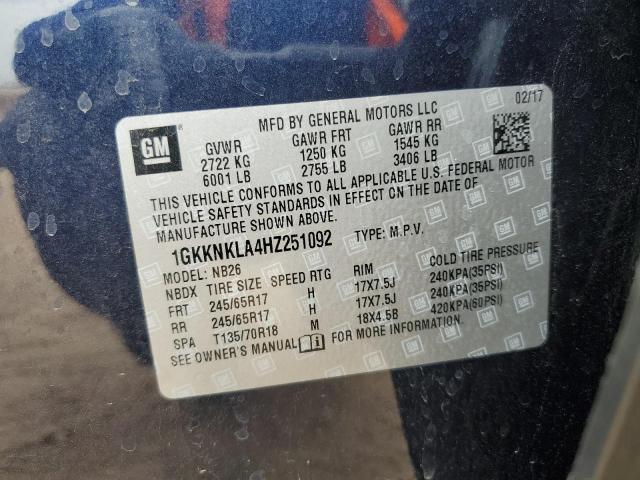 02/17
MFD BY GENERAL MOTORS LLC
GM
GVWR GAWR FRT GAWR RR
2722 KG 1250 KG 1545 KG
6001 LB 2755 LB 3406 LB
THIS VEHICLE CONFORMS TO ALL APPLICABLE U.S. FEDERAL MOTOR
VEHICLE SAFETY STANDARDS IN EFFECT ON THE DATE OF
MANUFACTURE SHOWN ABOVE.
1GKKNKLA4HZ251092 TYPE: M.P.V.
MODEL: NB26
NBDX TIRE SIZE SPEED RTG RIM COLD TIRE PRESSURE
FRT 245/65R17 H 17X7.5J 240KPA(35PSI)
RR 245/65R17 H 17X7.5J 240KPA(35PSI)
SPA T135/70R18 M 18X4.5B 420KPA(60PSI)
SEE OWNER'S MANUAL FOR MORE INFORMATION.